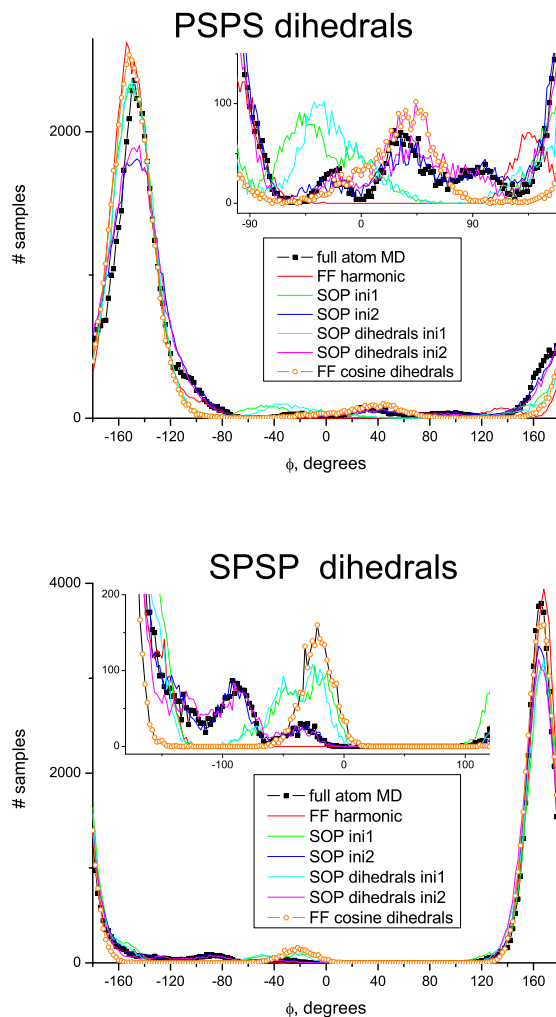 PSPS dihedrals
2000
0
# samples
100
0
-90
0
90
full atom MD
FF harmonic
SOP ini1
SOP ini2
SOP dihedrals ini1
SOP dihedrals ini2
FF cosine dihedrals
-160 -120 -80 -40 0 40 80 120 160
ϕ, degrees
SPSP dihedrals
4000
2000
0
# samples
200
100
0
-100
0
100
full atom MD
FF harmonic
SOP ini1
SOP ini2
SOP dihedrals ini1
SOP dihedrals ini2
FF cosine dihedrals
-160 -120 -80 -40 0 40 80 120 160
ϕ, degrees